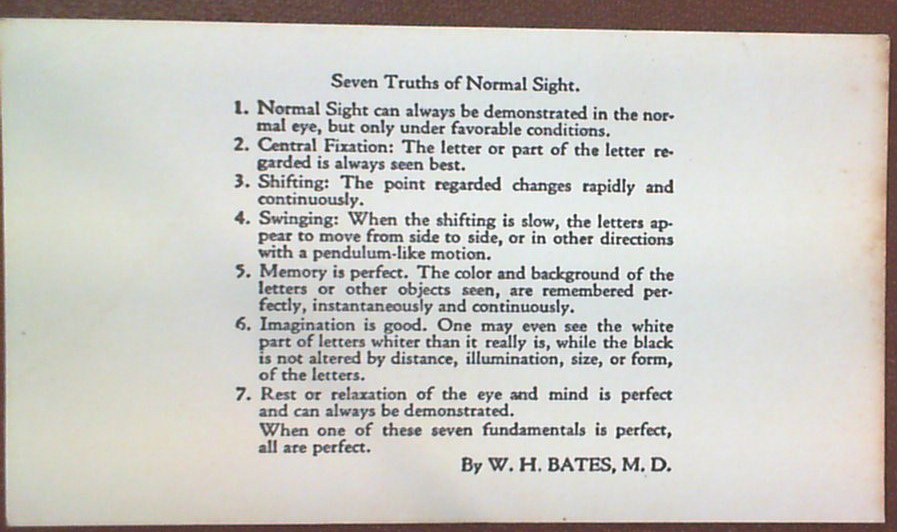 Seven Truths of Normal Sight.
1. Normal Sight can always be demonstrated in the nor-
mal eye, but only under favorable conditions.
2. Central Fixation: The letter or part of the letter re-
garded is always seen best.
3. Shifting: The point regarded changes rapidly and
continuously.
4. Swinging: When the shifting is slow, the letters ap-
pear to move from side to side, or in other directions
with a pendulum-like motion.
5. Memory is perfect. The color and background of the
letters or other objects seen, are remembered per-
fectly, instantaneously and continuously.
6. Imagination is good. One may even see the white
part of letters whiter than it really is, while the black
is not altered by distance, illumination, size, or form,
of the letters.
7. Rest or relaxation of the eye and mind is perfect
and can always be demonstrated.
When one of these seven fundamentals is perfect,
all are perfect.
By W. H. BATES, M. D.